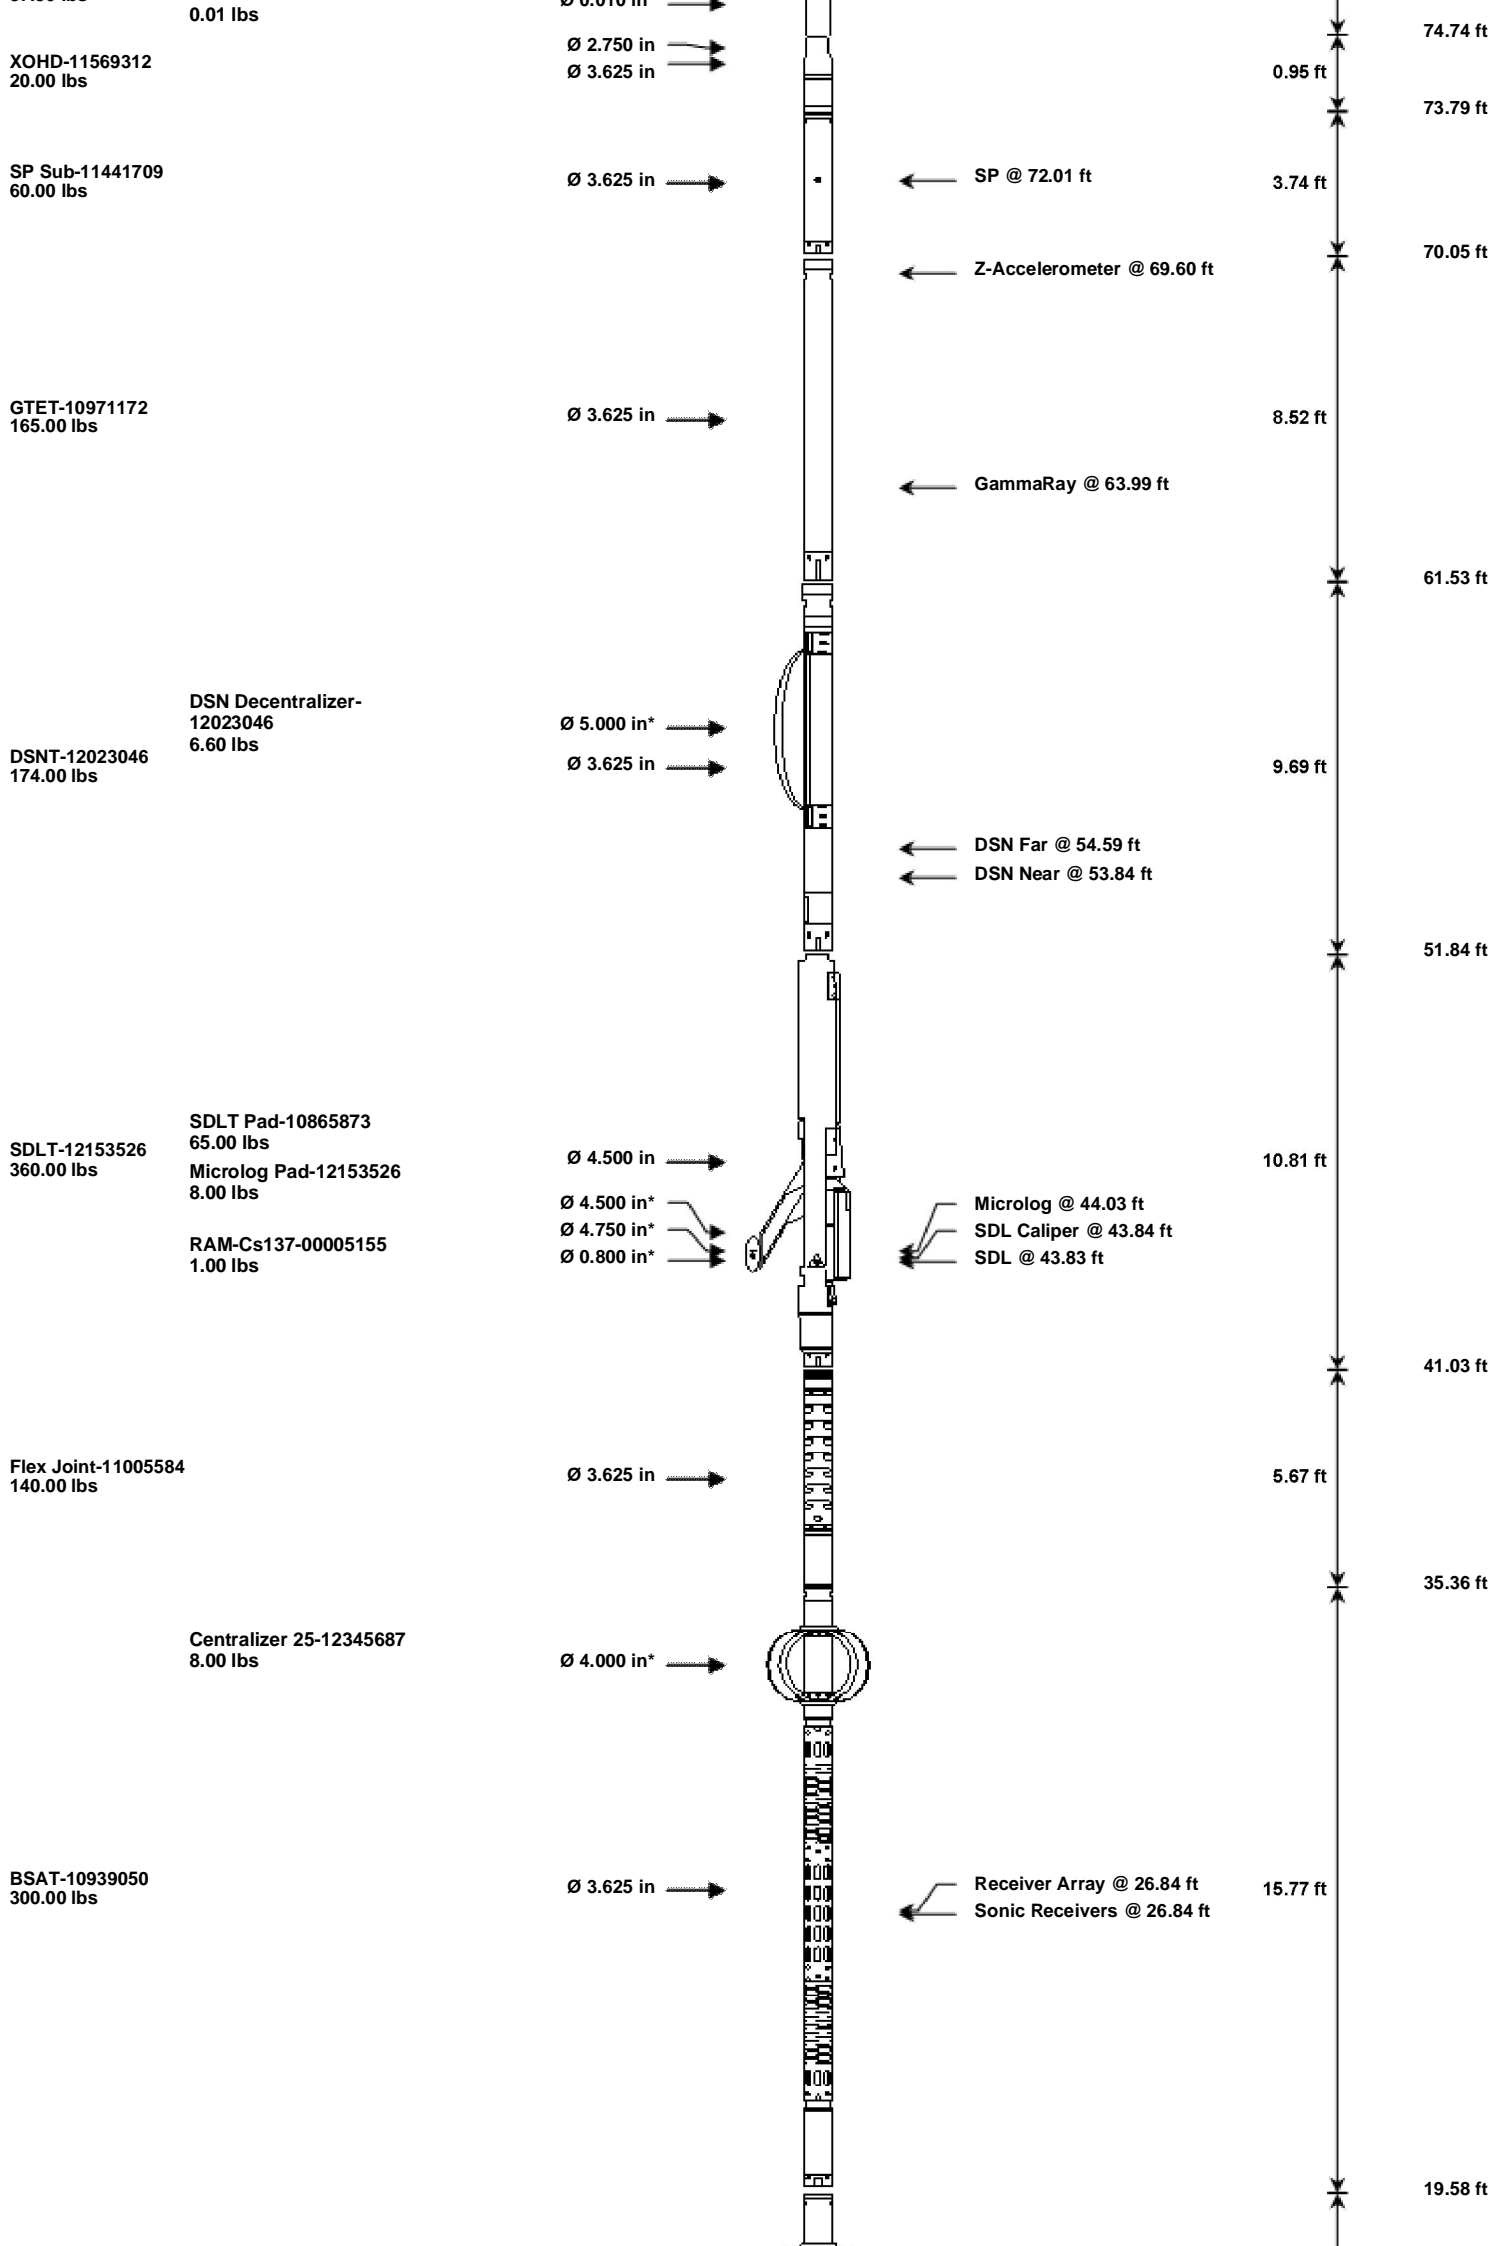 0.01 lbs
74.74 ft
Ø 2.750 in
XOHD-11569312
20.00 lbs
Ø 3.625 in
0.95 ft
73.79 ft
SP Sub-11441709
60.00 lbs
Ø 3.625 in
SP @ 72.01 ft
3.74 ft
70.05 ft
Z-Accelerometer @ 69.60 ft
GTET-10971172
165.00 lbs
Ø 3.625 in
8.52 ft
GammaRay @ 63.99 ft
61.53 ft
DSN Decentralizer-
12023046
6.60 lbs
Ø 5.000 in*
DSNT-12023046
174.00 lbs
Ø 3.625 in
9.69 ft
DSN Far @ 54.59 ft
DSN Near @ 53.84 ft
51.84 ft
SDLT Pad-10865873
65.00 lbs
SDLT-12153526
360.00 lbs
Ø 4.500 in
10.81 ft
Microlog Pad-12153526
8.00 lbs
Ø 4.500 in*
Microlog @ 44.03 ft
Ø 4.750 in*
SDL Caliper @ 43.84 ft
RAM-Cs137-00005155
1.00 lbs
Ø 0.800 in*
SDL @ 43.83 ft
41.03 ft
Flex Joint-11005584
140.00 lbs
Ø 3.625 in
5.67 ft
35.36 ft
Centralizer 25-12345687
8.00 lbs
Ø 4.000 in*
BSAT-10939050
300.00 lbs
Ø 3.625 in
Receiver Array @ 26.84 ft
Sonic Receivers @ 26.84 ft
15.77 ft
19.58 ft